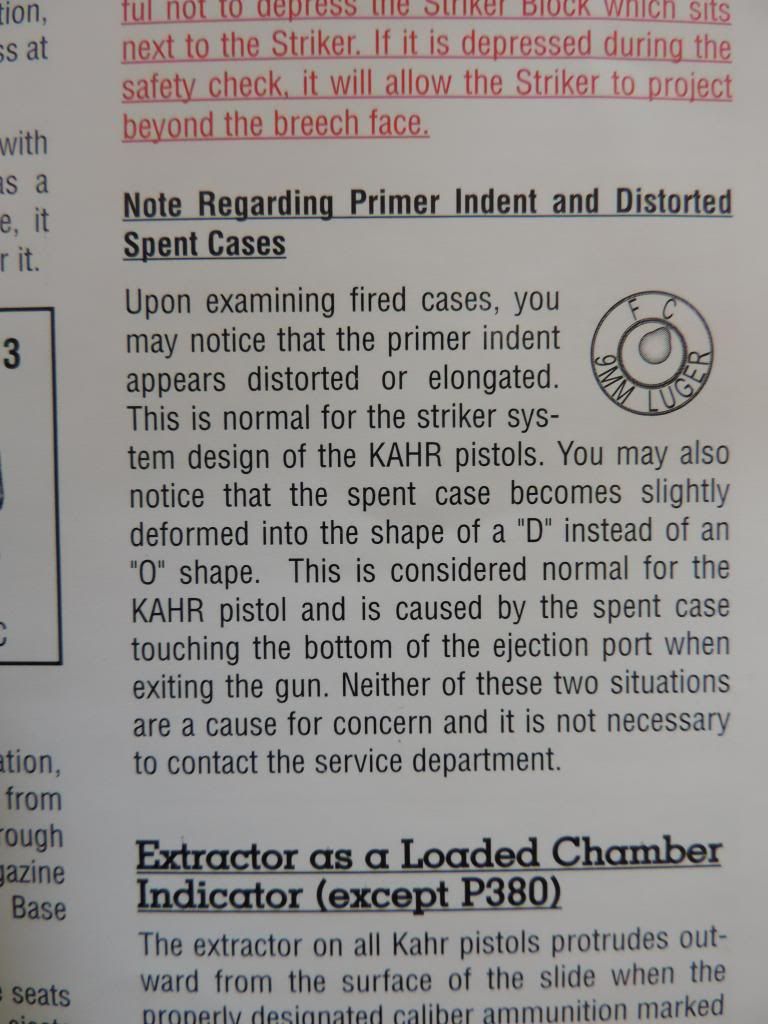 tion,
ss at
with
as a
e, it
r it.
3
C
ation,
from
rough
gazine
Base
seats
ful not to depress the Striker Block which sits
next to the Striker. If it is depressed during the
safety check, it will allow the Striker to project
beyond the breech face.
Note Regarding Primer Indent and Distorted
Spent Cases
Upon examining fired cases, you
may notice that the primer indent
appears distorted or elongated.
This is normal for the striker sys-
tem design of the KAHR pistols. You may also
notice that the spent case becomes slightly
deformed into the shape of a "D" instead of an
"O" shape. This is considered normal for the
KAHR pistol and is caused by the spent case
touching the bottom of the ejection port when
exiting the gun. Neither of these two situations
are a cause for concern and it is not necessary
to contact the service department.
F C
9MM LUGER
Extractor as a Loaded Chamber
Indicator (except P380)
The extractor on all Kahr pistols protrudes out-
ward from the surface of the slide when the
properly designated caliber ammunition marked